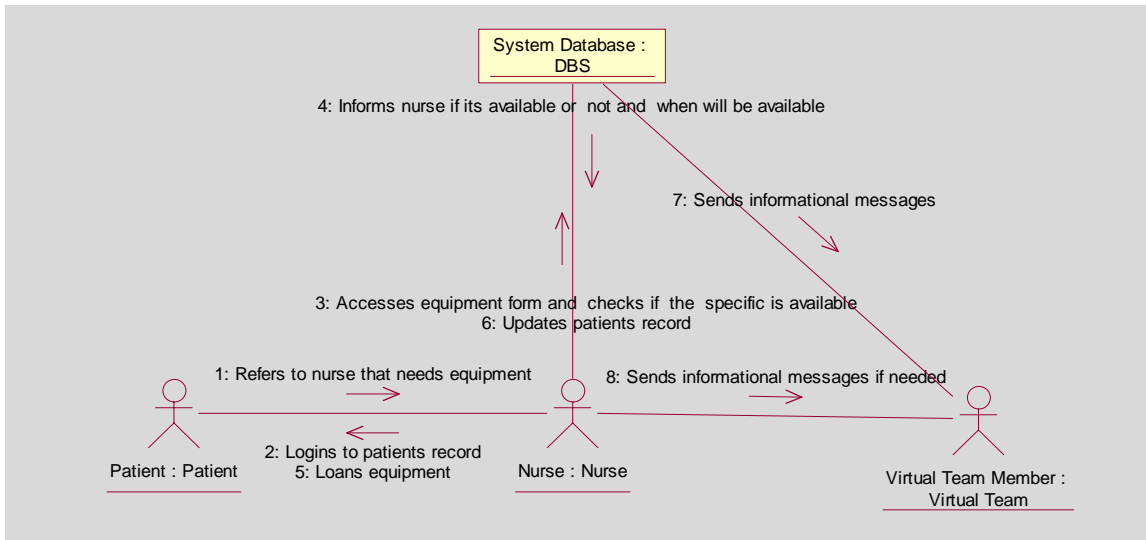 System Database :
DBS
4: Informs nurse if its available or not and when will be available
7: Sends informational messages
3: Accesses equipment form and checks if the specific is available
6: Updates patients record
1: Refers to nurse that needs equipment
8: Sends informational messages if needed
2: Logins to patients record
5: Loans equipment
Patient : Patient
Nurse : Nurse
Virtual Team Member :
Virtual Team